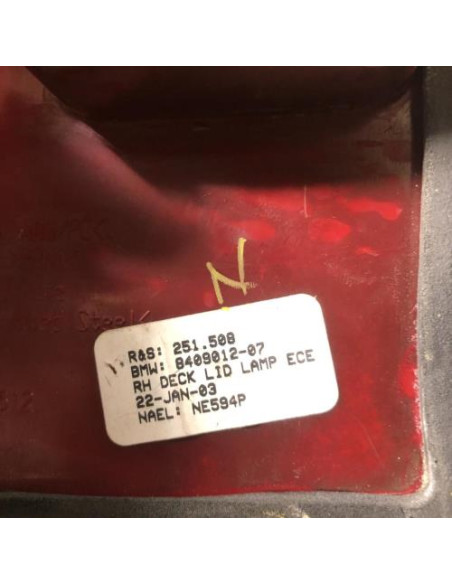 N
R&S: 251.508
BMW: 8409012-07
RH DECK LID LAMP ECE
22-JAN-03
NAEL: NE594P